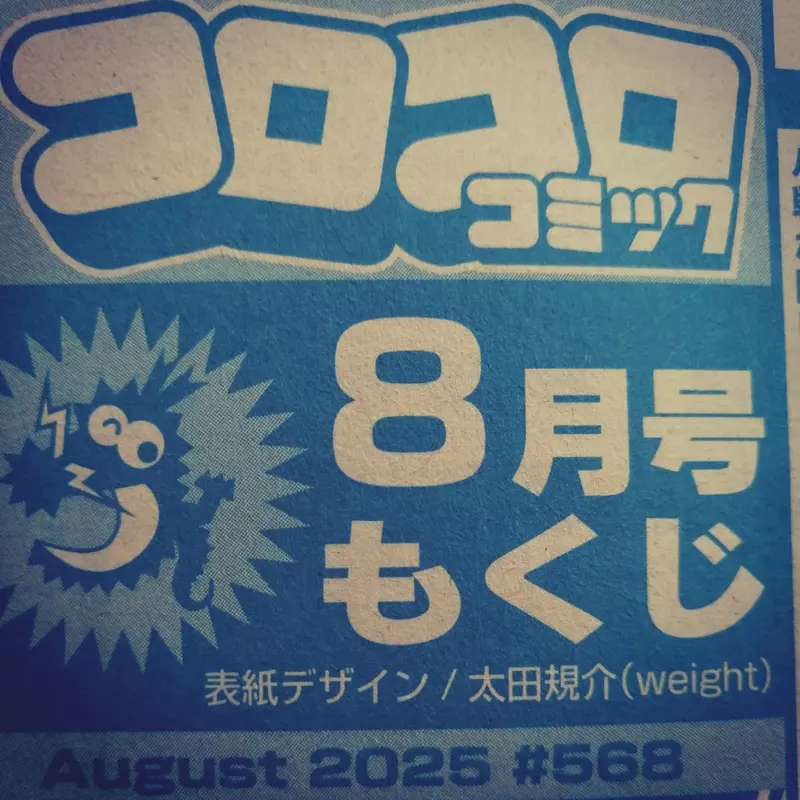 コロコロ
コミック
8月号
もくじ
表紙デザイン / 太田規介(weight)
August 2025 #568